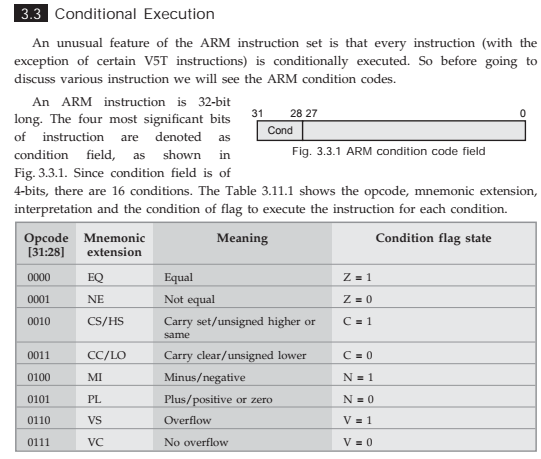 3.3 Conditional Execution
An unusual feature of the ARM instruction set is that every instruction (with the
exception of certain V5T instructions) is conditionally executed. So before going to
discuss various instruction we will see the ARM condition codes.
An ARM instruction is 32-bit
long. The four most significant bits
of instruction are denoted as
condition field, as shown in
Fig. 3.3.1. Since condition field is of
31 28 27 0
Cond
Fig. 3.3.1 ARM condition code field
4-bits, there are 16 conditions. The Table 3.11.1 shows the opcode, mnemonic extension,
interpretation and the condition of flag to execute the instruction for each condition.
Opcode Mnemonic Meaning Condition flag state
[31:28] extension
0000 EQ Equal Z = 1
0001 NE Not equal Z = 0
0010 CS/HS Carry set/unsigned higher or C = 1
same
0011 CC/LO Carry clear/unsigned lower C = 0
0100 MI Minus/negative N = 1
0101 PL Plus/positive or zero N = 0
0110 VS Overflow V = 1
0111 VC No overflow V = 0